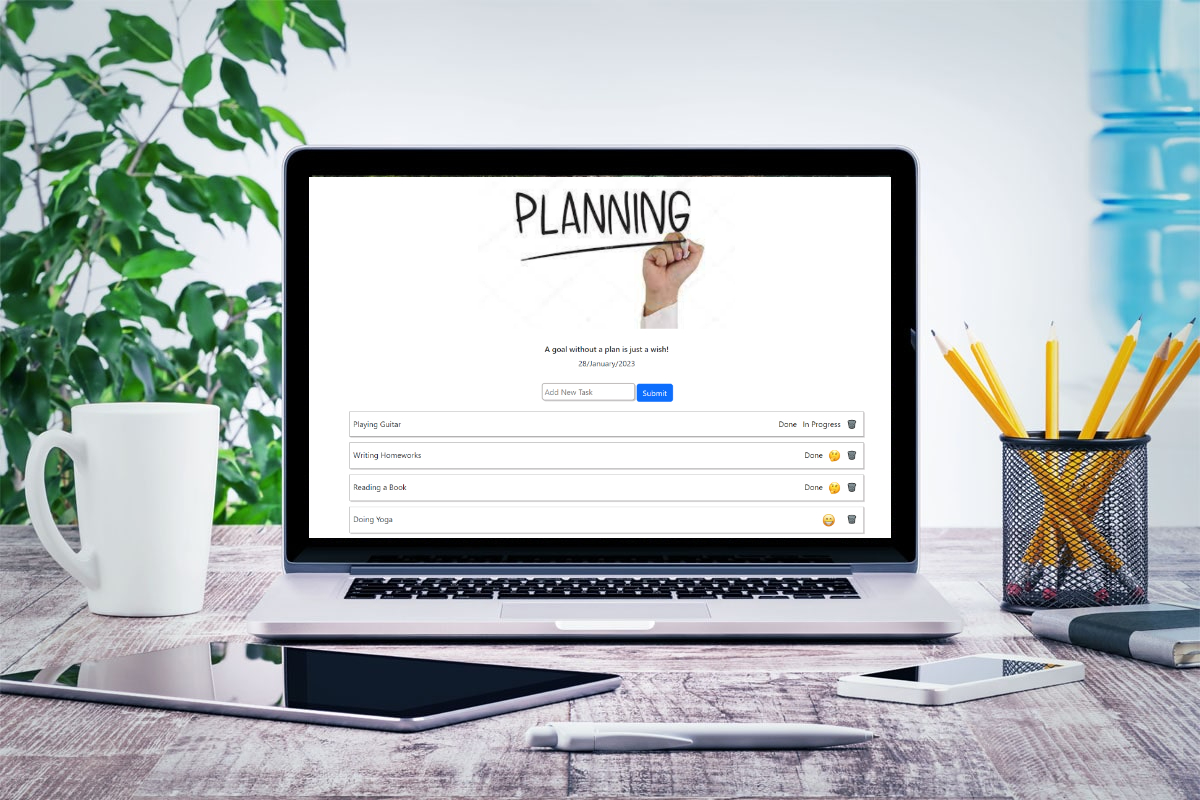 PLANNING
A goal without a plan is just a wish!
28/January/2023
Add New Task Submit
Playing Guitar Done In Progress 🗑
Writing Homeworks Done 🤔 🗑
Reading a Book Done 🤔 🗑
Doing Yoga 😁 🗑